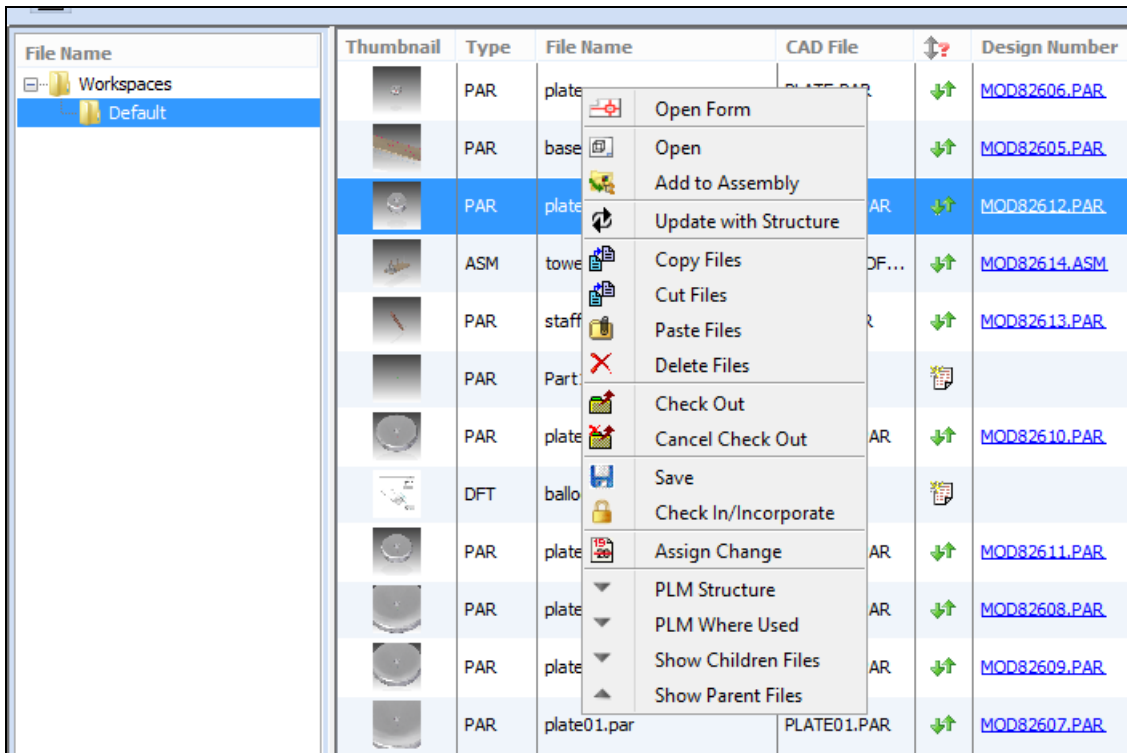 File Name
Workspaces
Default
Thumbnail Type File Name CAD File Design Number
PAR plate MOD82606.PAR
PAR base MOD82605.PAR
PAR plate AR MOD82612.PAR
ASM towe DF... MOD82614.ASM
PAR staff MOD82613.PAR
PAR Part
PAR plate AR MOD82610.PAR
DFT ballo
PAR plate AR MOD82611.PAR
PAR plate AR MOD82608.PAR
PAR plate AR MOD82609.PAR
PAR plate01.par PLATE01.PAR MOD82607.PAR
Open Form
Open
Add to Assembly
Update with Structure
Copy Files
Cut Files
Paste Files
Delete Files
Check Out
Cancel Check Out
Save
Check In/Incorporate
Assign Change
PLM Structure
PLM Where Used
Show Children Files
Show Parent Files